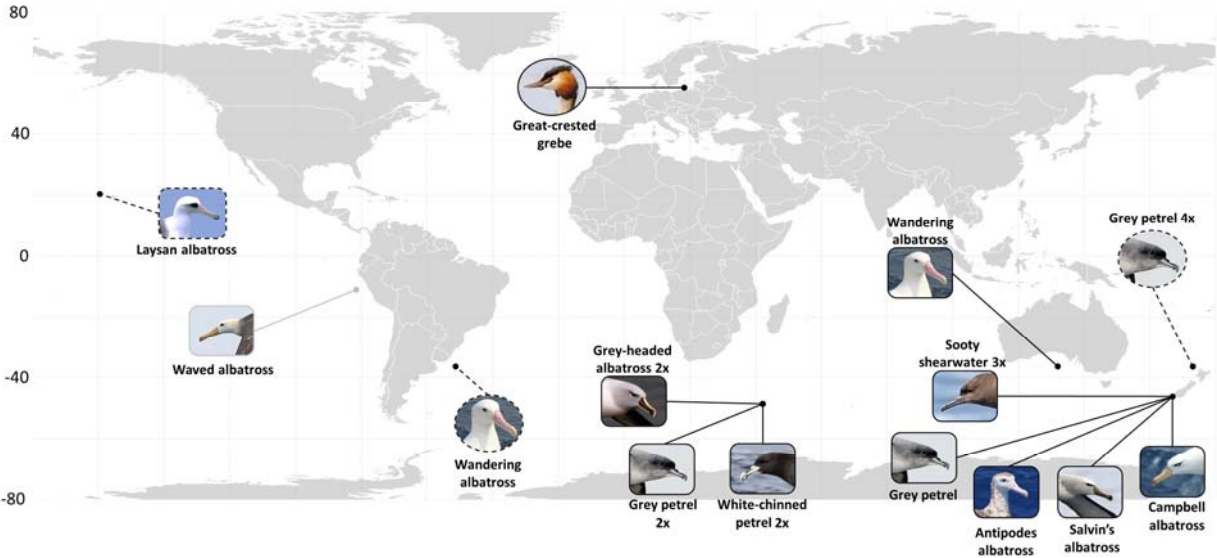 80
40
0
-40
-80
Great-crested
grebe
Laysan albatross
Waved albatross
Wandering
albatross
Grey-headed
albatross 2x
Grey petrel
2x
White-chinned
petrel 2x
Wandering
albatross
Grey petrel 4x
Sooty
shearwater 3x
Grey petrel
Antipodes
albatross
Salvin's
albatross
Campbell
albatross